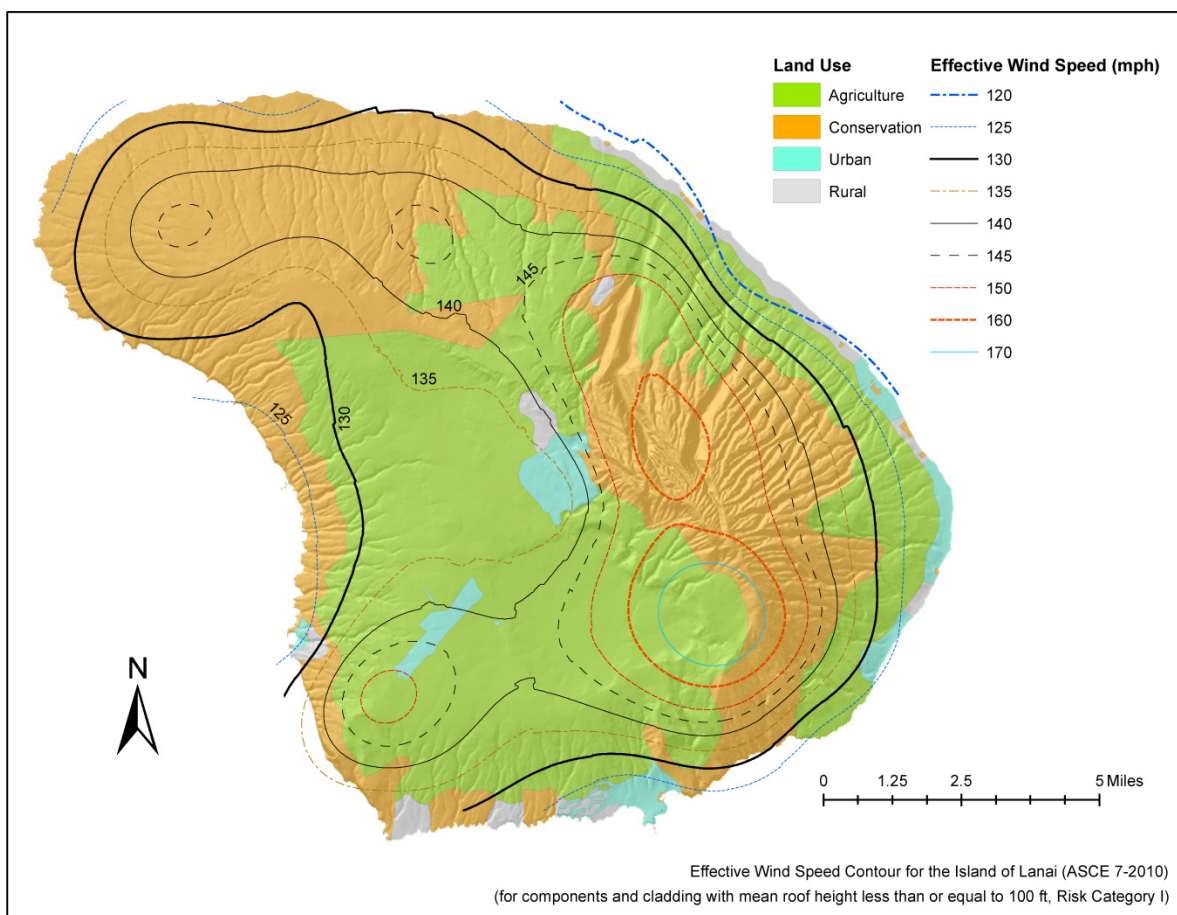 Land Use
Agriculture
Conservation
Urban
Rural
Effective Wind Speed (mph)
120
125
130
135
140
145
150
160
170
145
140
135
130
125
N
0 1.25 2.5 5 Miles
Effective Wind Speed Contour for the Island of Lanai (ASCE 7-2010)
(for components and cladding with mean roof height less than or equal to 100 ft, Risk Category I)